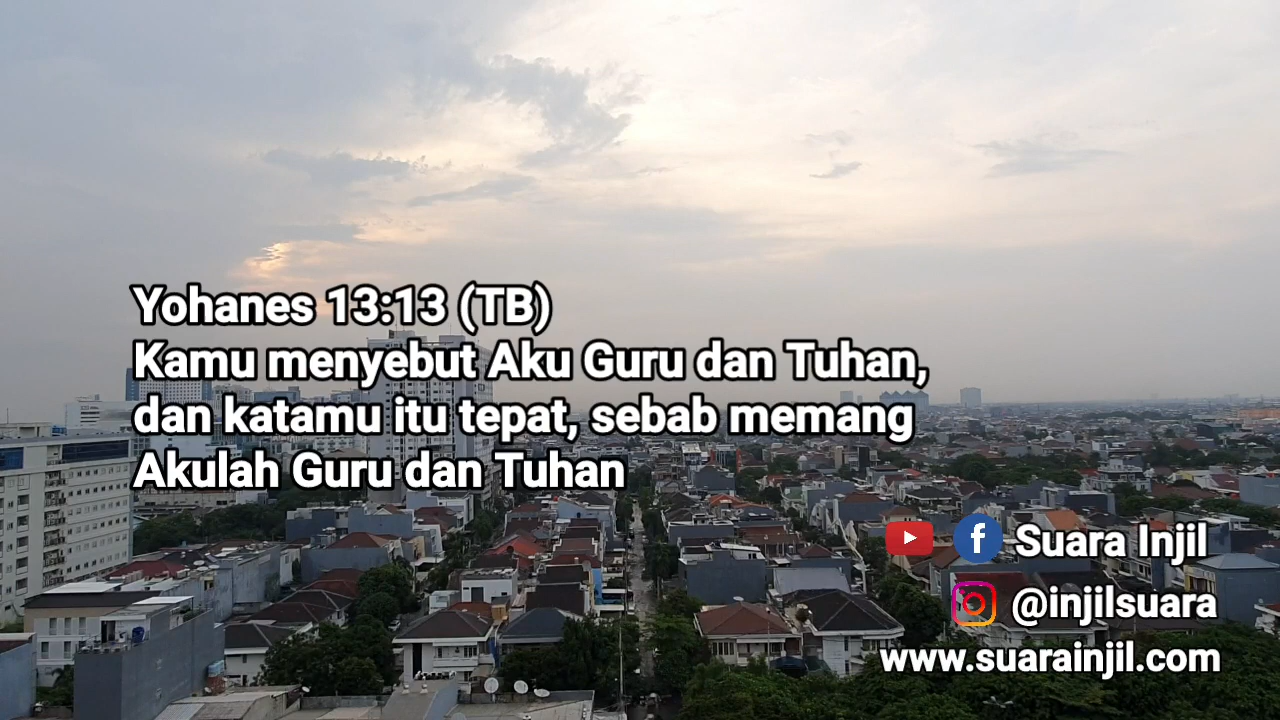 Yohanes 13:13 (TB)
Kamu menyebut Aku Guru dan Tuhan,
dan katamu itu tepat, sebab memang
Akulah Guru dan Tuhan
Suara Injil
@injilsuara
www.suarainjil.com